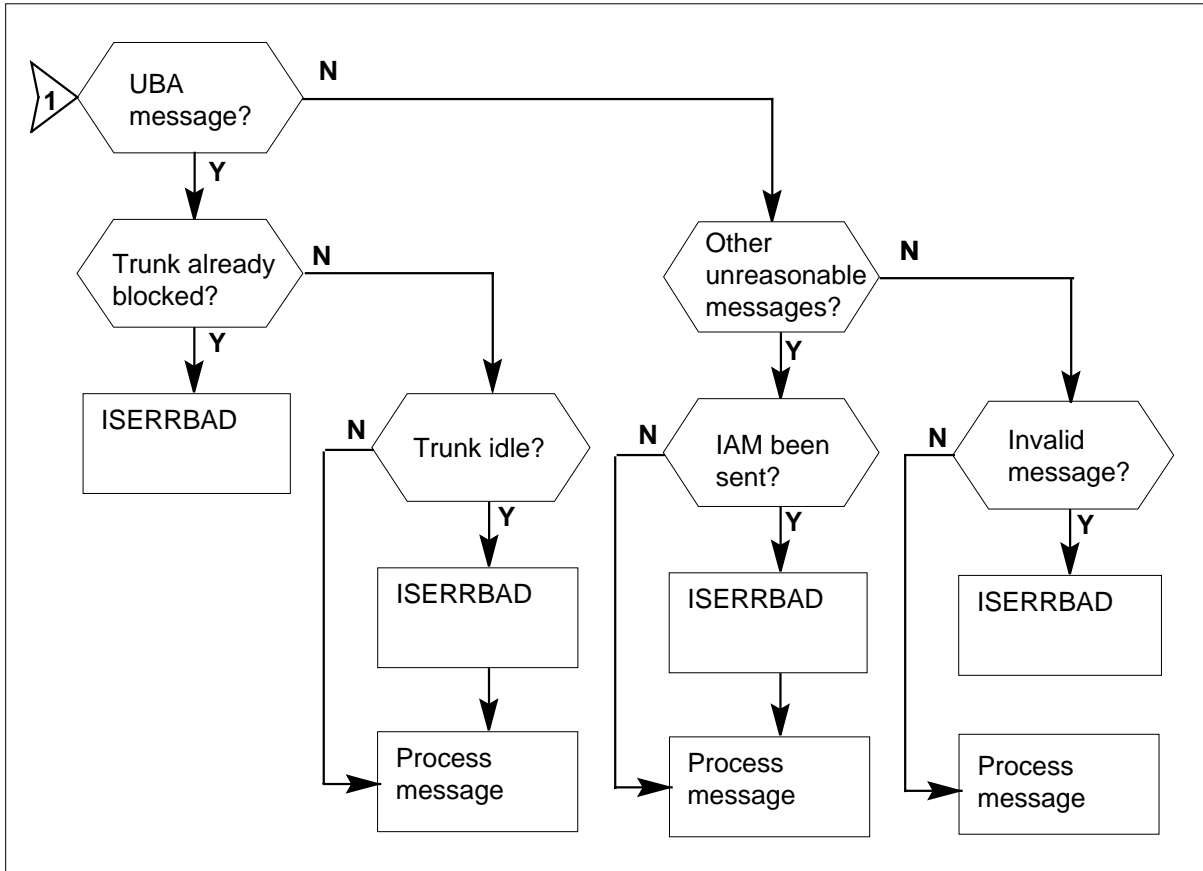 1
UBA
message?
N
Y
Trunk already
blocked?
N
Y
ISERRBAD
Other
unreasonable
messages?
N
Y
N
Trunk idle?
Y
ISERRBAD
Process
message
N
IAM been
sent?
Y
ISERRBAD
Process
message
N
Invalid
message?
Y
ISERRBAD
Process
message